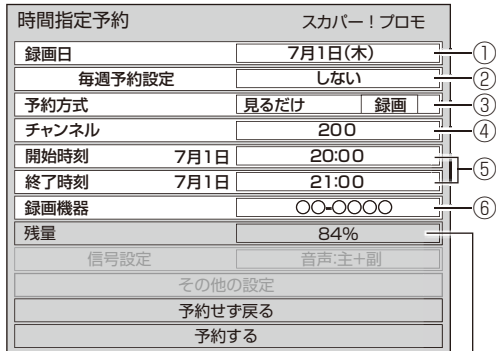 時間指定予約 スカパー！プロモ
録画日 7月1日(木) ①
毎週予約設定 しない ②
予約方式 見るだけ 録画 ③
チャンネル 200 ④
開始時刻 7月1日 20:00 ⑤
終了時刻 7月1日 21:00
録画機器 〇〇-〇〇〇〇 ⑥
残量 84%
信号設定 音声:主+副
その他の設定
予約せず戻る
予約する